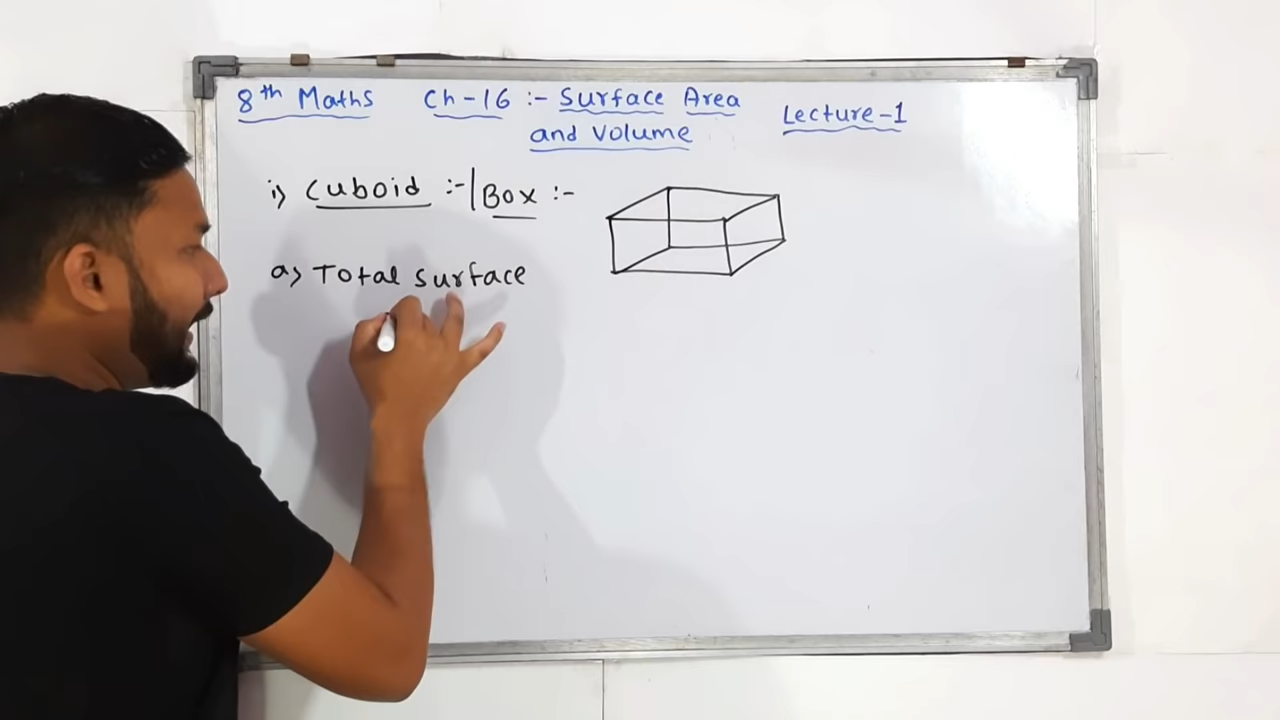 8th Maths Ch-16 :- Surface Area and Volume Lecture-1
i) Cuboid :-| Box :-
a) Total surface